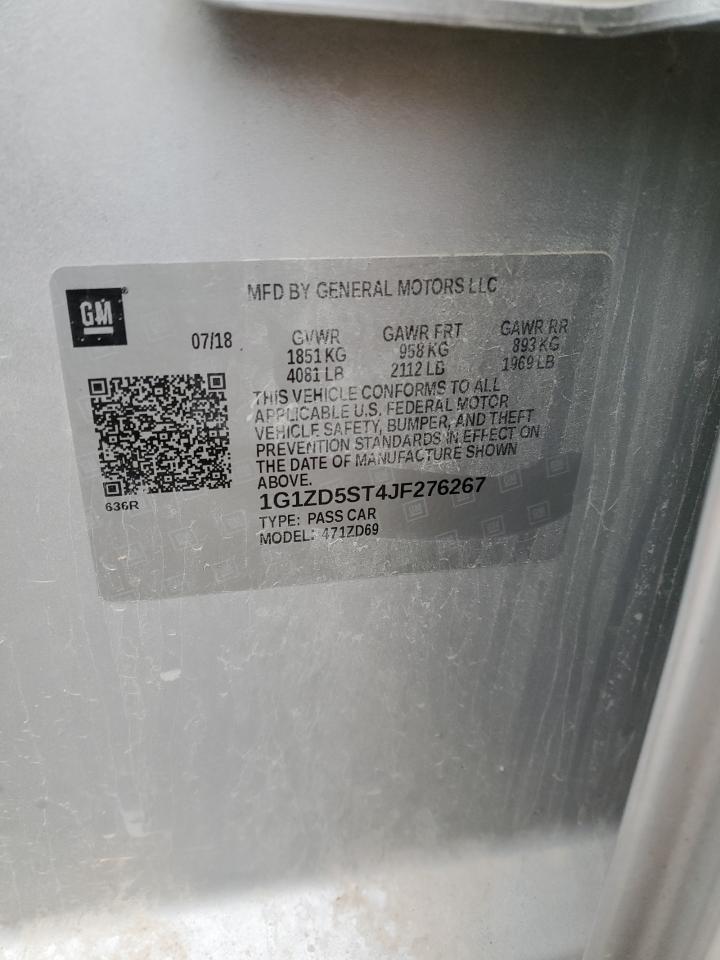 GM
MFD BY GENERAL MOTORS LLC
07/18
GVWR GAWR FRT GAWR RR
1851 KG 958 KG 893 KG
4081 LB 2112 LB 1969 LB
THIS VEHICLE CONFORMS TO ALL
APPLICABLE U.S. FEDERAL MOTOR
VEHICLE SAFETY, BUMPER, AND THEFT
PREVENTION STANDARDS IN EFFECT ON
THE DATE OF MANUFACTURE SHOWN
ABOVE.
636R
1G1ZD5ST4JF276267
TYPE: PASS CAR
MODEL: 471ZD69